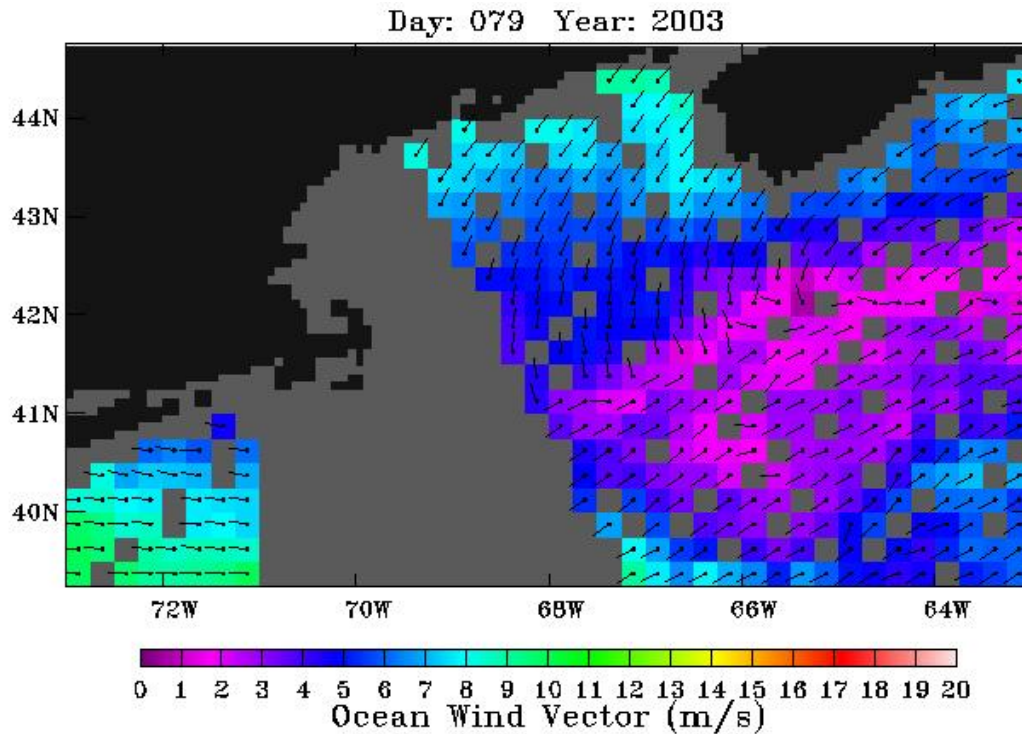 Day: 079 Year: 2003
44N
43N
42N
41N
40N
72W 70W 68W 66W 64W
0 1 2 3 4 5 6 7 8 9 10 11 12 13 14 15 16 17 18 19 20
Ocean Wind Vector (m/s)